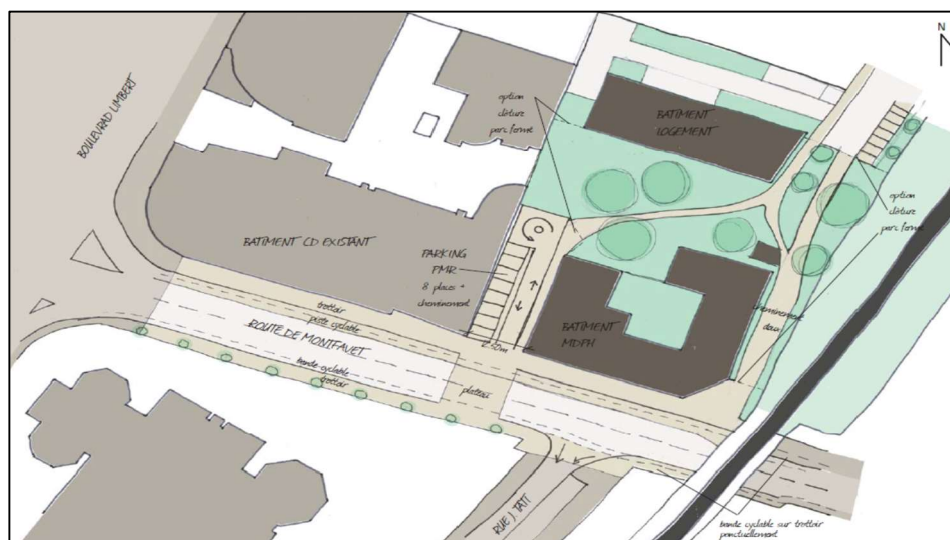 N
BOULEVRAD LIMBERT
option
clôture
parc fermé
BATIMENT
LOGEMENT
option
clôture
parc fermé
BATIMENT CD EXISTANT
PARKING
PMR
8 places +
cheminement
BATIMENT
MDPH
cheminement
doux
trottoir
piste cyclable
ROUTE DE MONTFAVET
bande cyclable
trottoir
plateau
RUE J. TATI
bande cyclable sur trottoir
ponctuellement